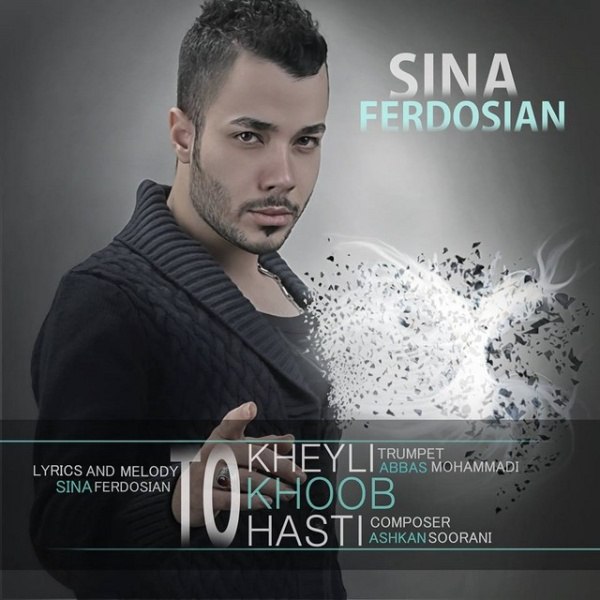 SINA
FERDOSIAN
LYRICS AND MELODY
SINA FERDOSIAN
TO
KHEYLI
KHOOB
HASTI
TRUMPET
ABBAS MOHAMMADI
COMPOSER
ASHKAN SOORANI